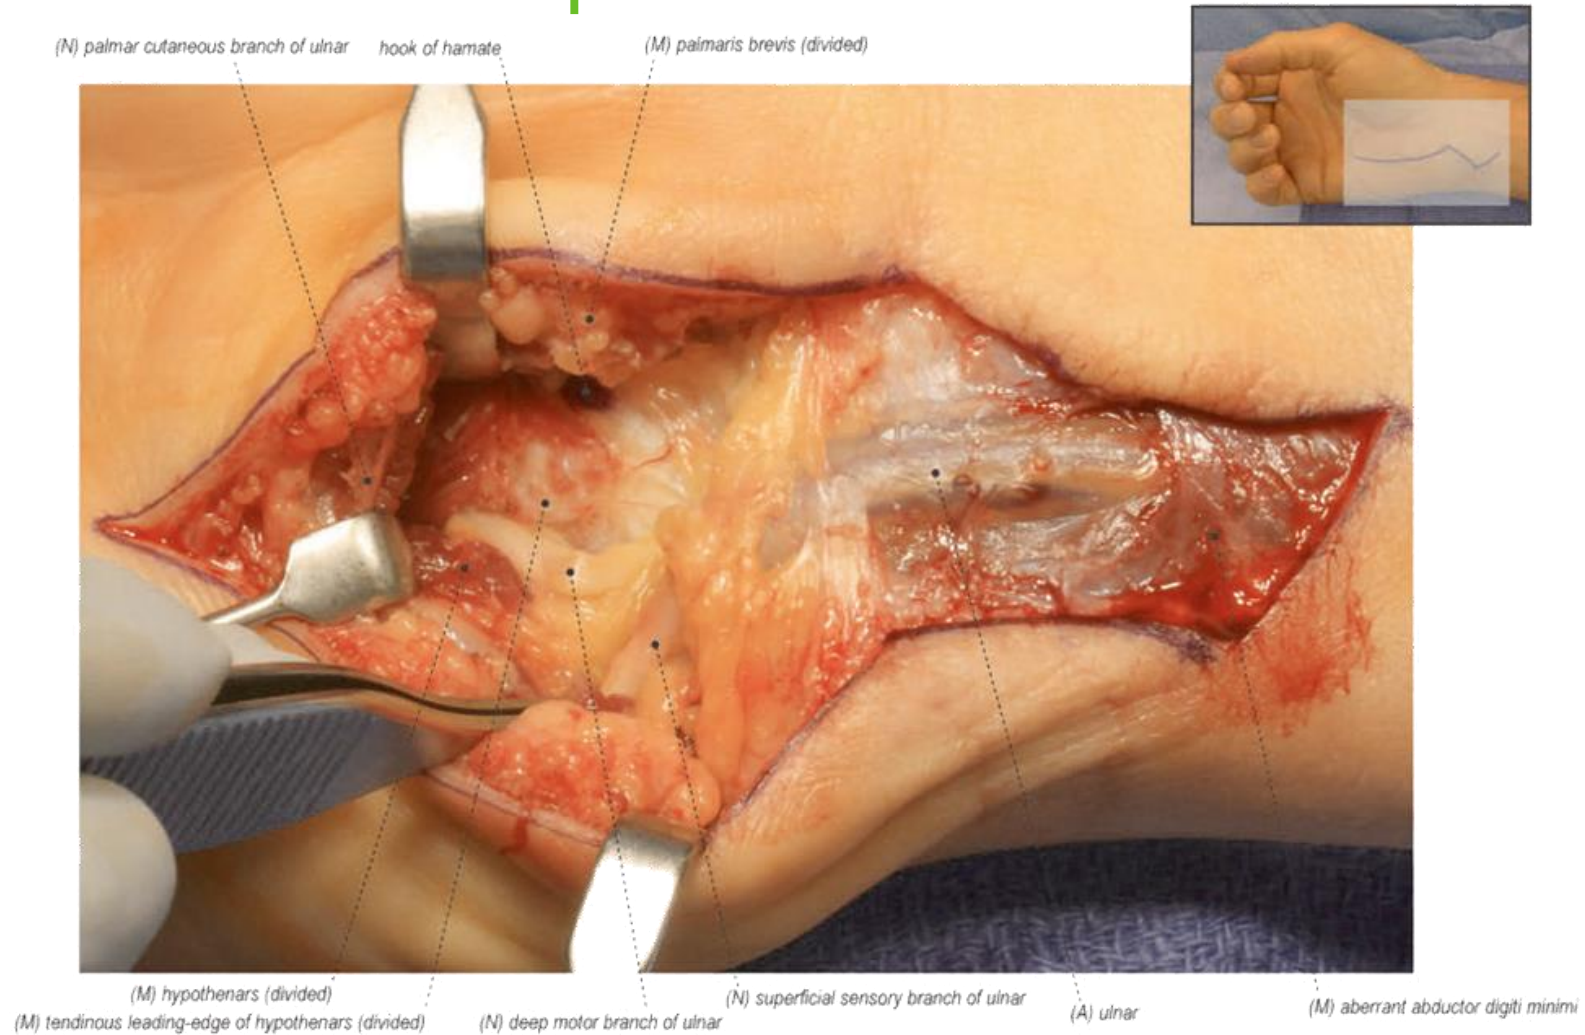 (N) palmar cutaneous branch of ulnar
hook of hamate
(M) palmaris brevis (divided)
(M) hypothenars (divided)
(M) tendinous leading-edge of hypothenars (divided)
(N) deep motor branch of ulnar
(N) superficial sensory branch of ulnar
(A) ulnar
(M) aberrant abductor digiti minimi